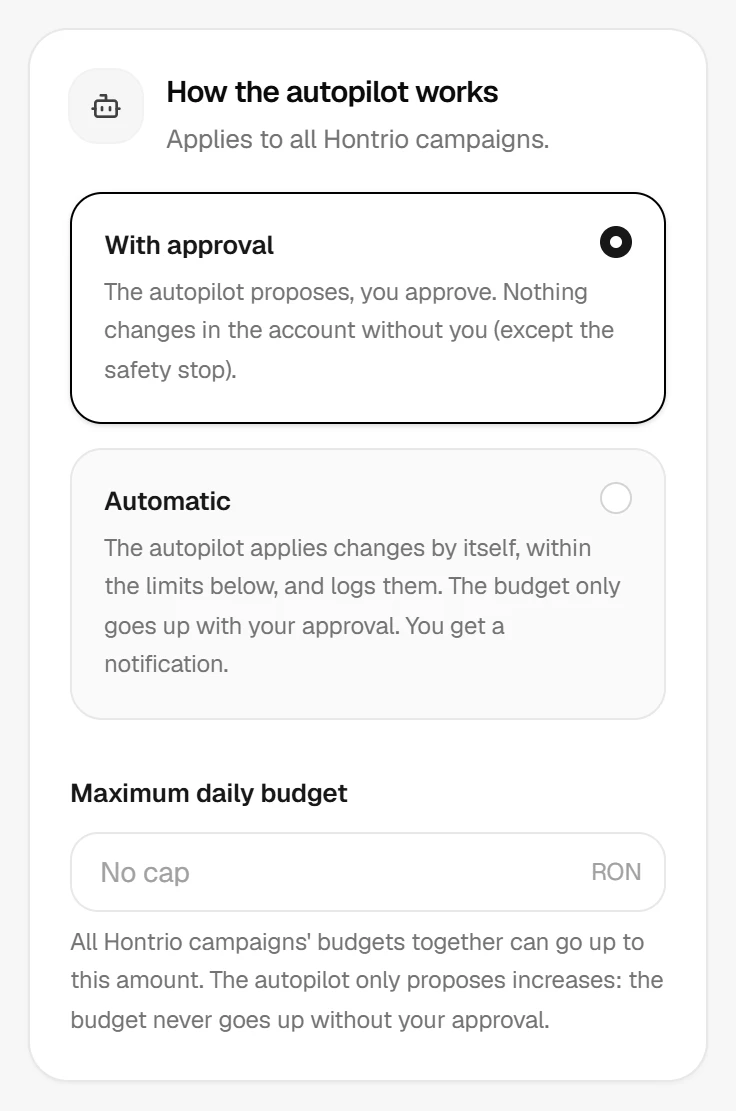 How the autopilot works
Applies to all Hontrio campaigns.
With approval
The autopilot proposes, you approve. Nothing
changes in the account without you (except the
safety stop).
Automatic
The autopilot applies changes by itself, within
the limits below, and logs them. The budget only
goes up with your approval. You get a
notification.
Maximum daily budget
No cap RON
All Hontrio campaigns' budgets together can go up to
this amount. The autopilot only proposes increases: the
budget never goes up without your approval.